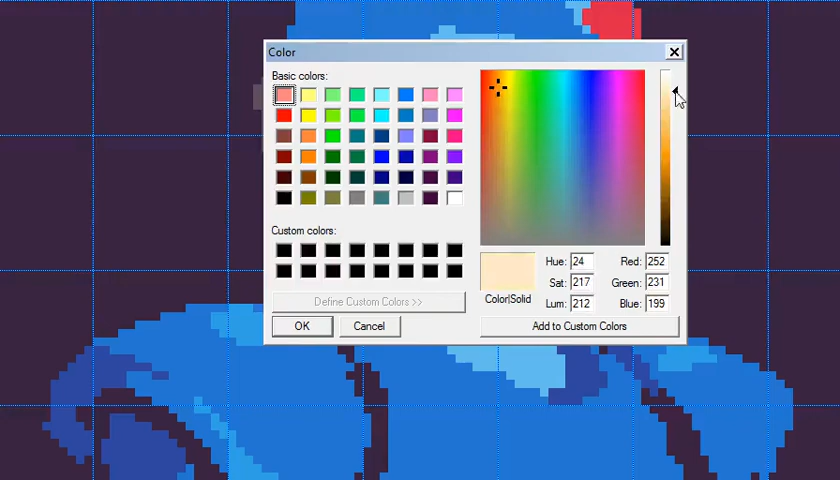 Color
Basic colors:
Custom colors:
Define Custom Colors >>
OK
Cancel
Color|Solid
Hue: 24
Sat: 217
Lum: 212
Red: 252
Green: 231
Blue: 199
Add to Custom Colors